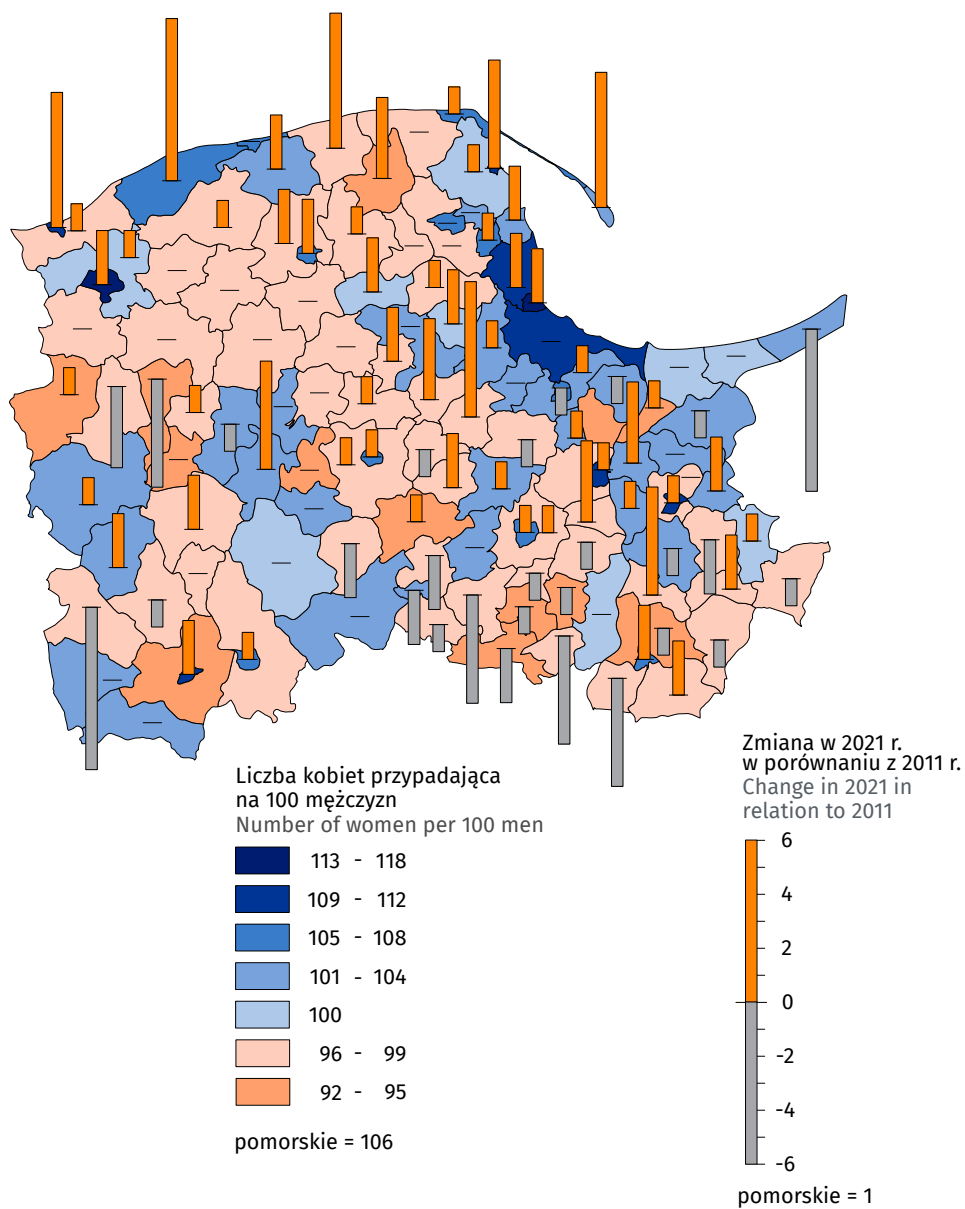 Liczba kobiet przypadająca
na 100 mężczyzn
Number of women per 100 men
113 - 118
109 - 112
105 - 108
101 - 104
100
96 - 99
92 - 95
pomorskie = 106
Zmiana w 2021 r.
w porównaniu z 2011 r.
Change in 2021 in
relation to 2011
6
4
2
0
-2
-4
-6
pomorskie = 1